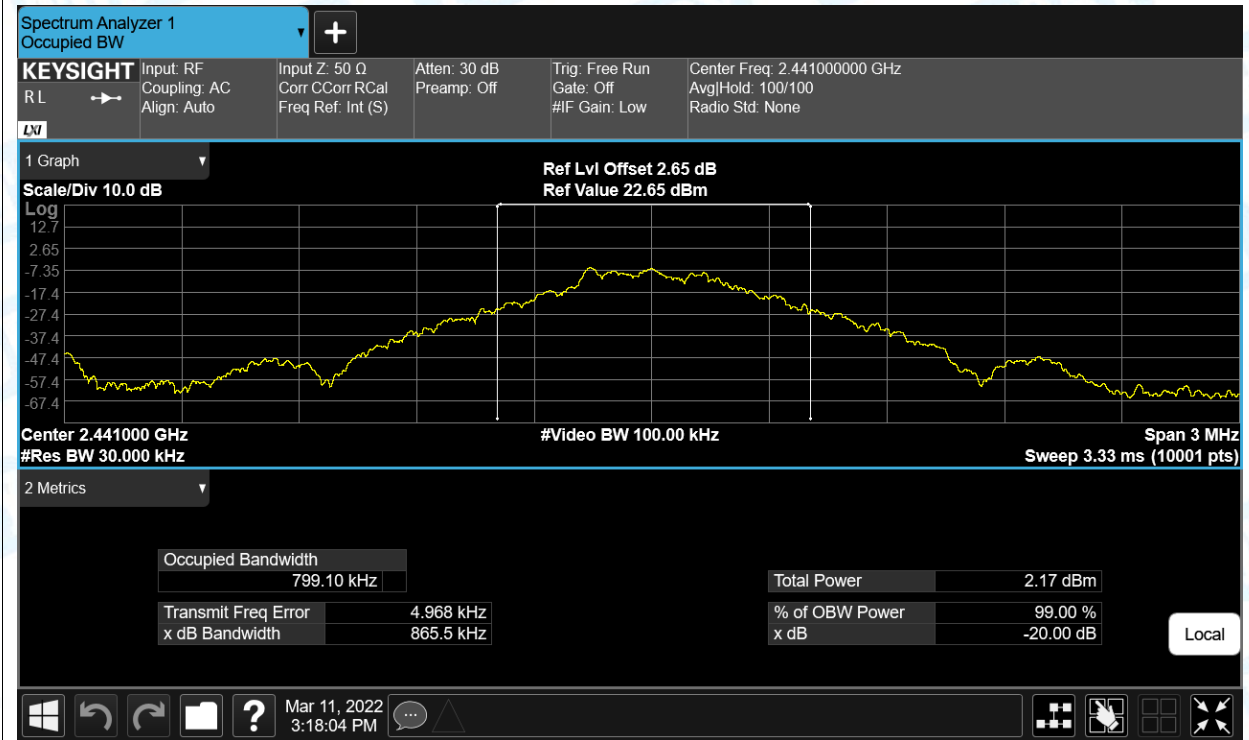 Spectrum Analyzer 1
Occupied BW
KEYSIGHT
R L
LXI
Input: RF
Coupling: AC
Align: Auto
Input Z: 50 Ω
Corr CCorr RCal
Freq Ref: Int (S)
Atten: 30 dB
Preamp: Off
Trig: Free Run
Gate: Off
#IF Gain: Low
Center Freq: 2.441000000 GHz
Avg|Hold: 100/100
Radio Std: None
1 Graph
Ref Lvl Offset 2.65 dB
Scale/Div 10.0 dB
Ref Value 22.65 dBm
Log
12.7
2.65
-7.35
-17.4
-27.4
-37.4
-47.4
-57.4
-67.4
Center 2.441000 GHz
#Video BW 100.00 kHz
Span 3 MHz
#Res BW 30.000 kHz
Sweep 3.33 ms (10001 pts)
2 Metrics
Occupied Bandwidth
799.10 kHz
Total Power 2.17 dBm
Transmit Freq Error 4.968 kHz
% of OBW Power 99.00 %
x dB Bandwidth 865.5 kHz
x dB -20.00 dB
Local
?
Mar 11, 2022
3:18:04 PM